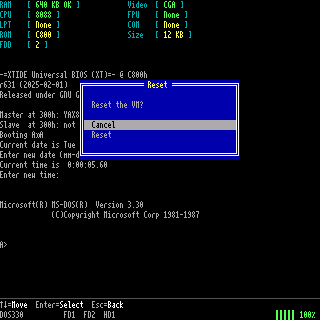 RAM [ 640 KB OK ] Video [ CGA ]
CPU [ 8088 ] FPU [ None ]
LPT [ None ] COM [ None ]
ROM [ C800 ] Size [ 12 KB ]
FDD [ 2 ]
-=XTIDE Universal BIOS (XT)=- @ C800h
r631 (2025-02-01)
Released under GNU G
Master at 300h:
Slave at 300h: not
Booting A»A
Current date is Tue
Enter new date (mm-d
Current time is 0:00:05.60
Enter new time:
Reset
Reset the VM?
Cancel
Reset
Microsoft(R) MS-DOS(R) Version 3.30
(C)Copyright Microsoft Corp 1981-1987
A>
↑↓=Move Enter=Select Esc=Back
DOS330 FD1 FD2 HD1 100%